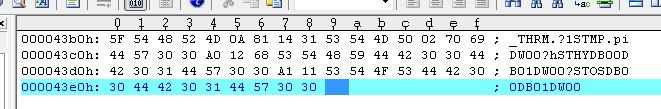 0 1 2 3 4 5 6 7 8 9 a b c d e f
000043b0h: 5F 54 48 52 4D 0A 81 14 31 53 54 4D 50 02 70 69 ; _THRM.?1STMP.pi
000043c0h: 44 57 30 30 A0 12 68 53 54 48 59 44 42 30 30 44 ; DW00?hSTHYDB00D
000043d0h: 42 30 31 44 57 30 30 A1 11 53 54 4F 53 44 42 30 ; B01DW00?STOSDB0
000043e0h: 30 44 42 30 31 44 57 30 30 ; 0DB01DW00